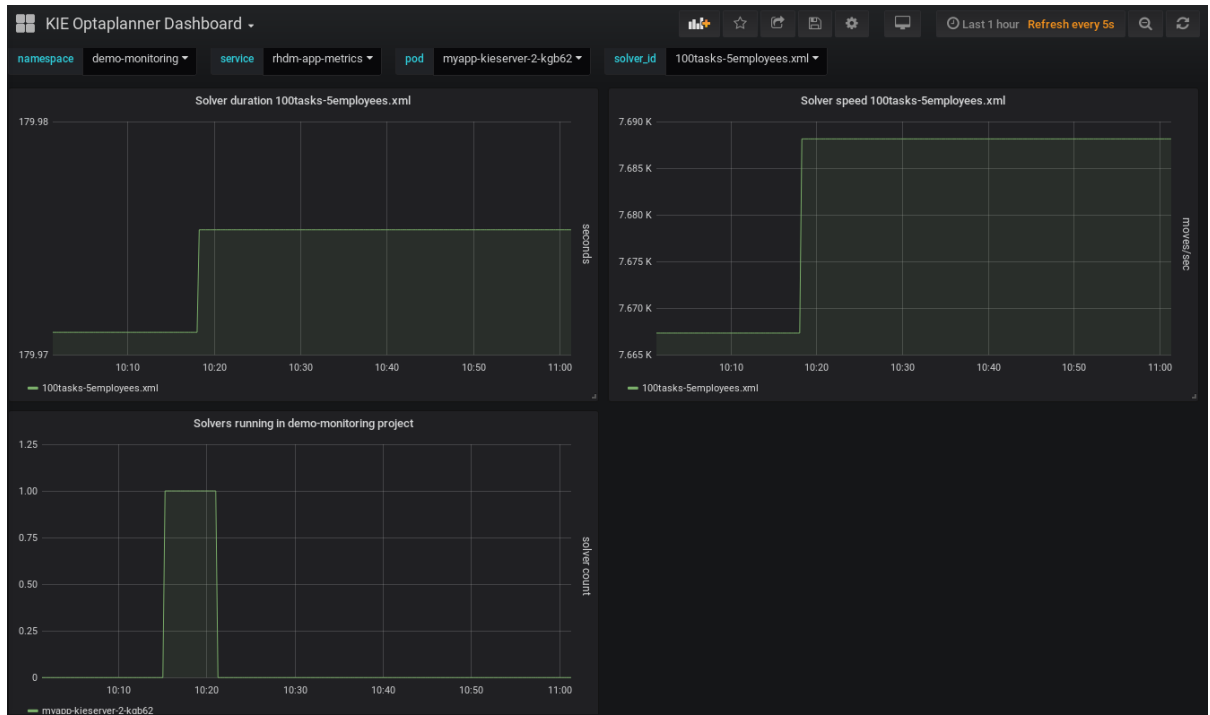 KIE Optaplanner Dashboard
Last 1 hour Refresh every 5s
namespace demo-monitoring service rhdm-app-metrics pod myapp-kieserver-2-kgb62 solver_id 100tasks-5employees.xml
Solver duration 100tasks-5employees.xml
179.98
179.97
seconds
10:10 10:20 10:30 10:40 10:50 11:00
100tasks-5employees.xml
Solver speed 100tasks-5employees.xml
7.690 K
7.685 K
7.680 K
7.675 K
7.670 K
7.665 K
moves/sec
10:10 10:20 10:30 10:40 10:50 11:00
100tasks-5employees.xml
Solvers running in demo-monitoring project
1.25
1.00
0.75
0.50
0.25
0
solver count
10:10 10:20 10:30 10:40 10:50 11:00
myapp-kieserver-2-kgb62